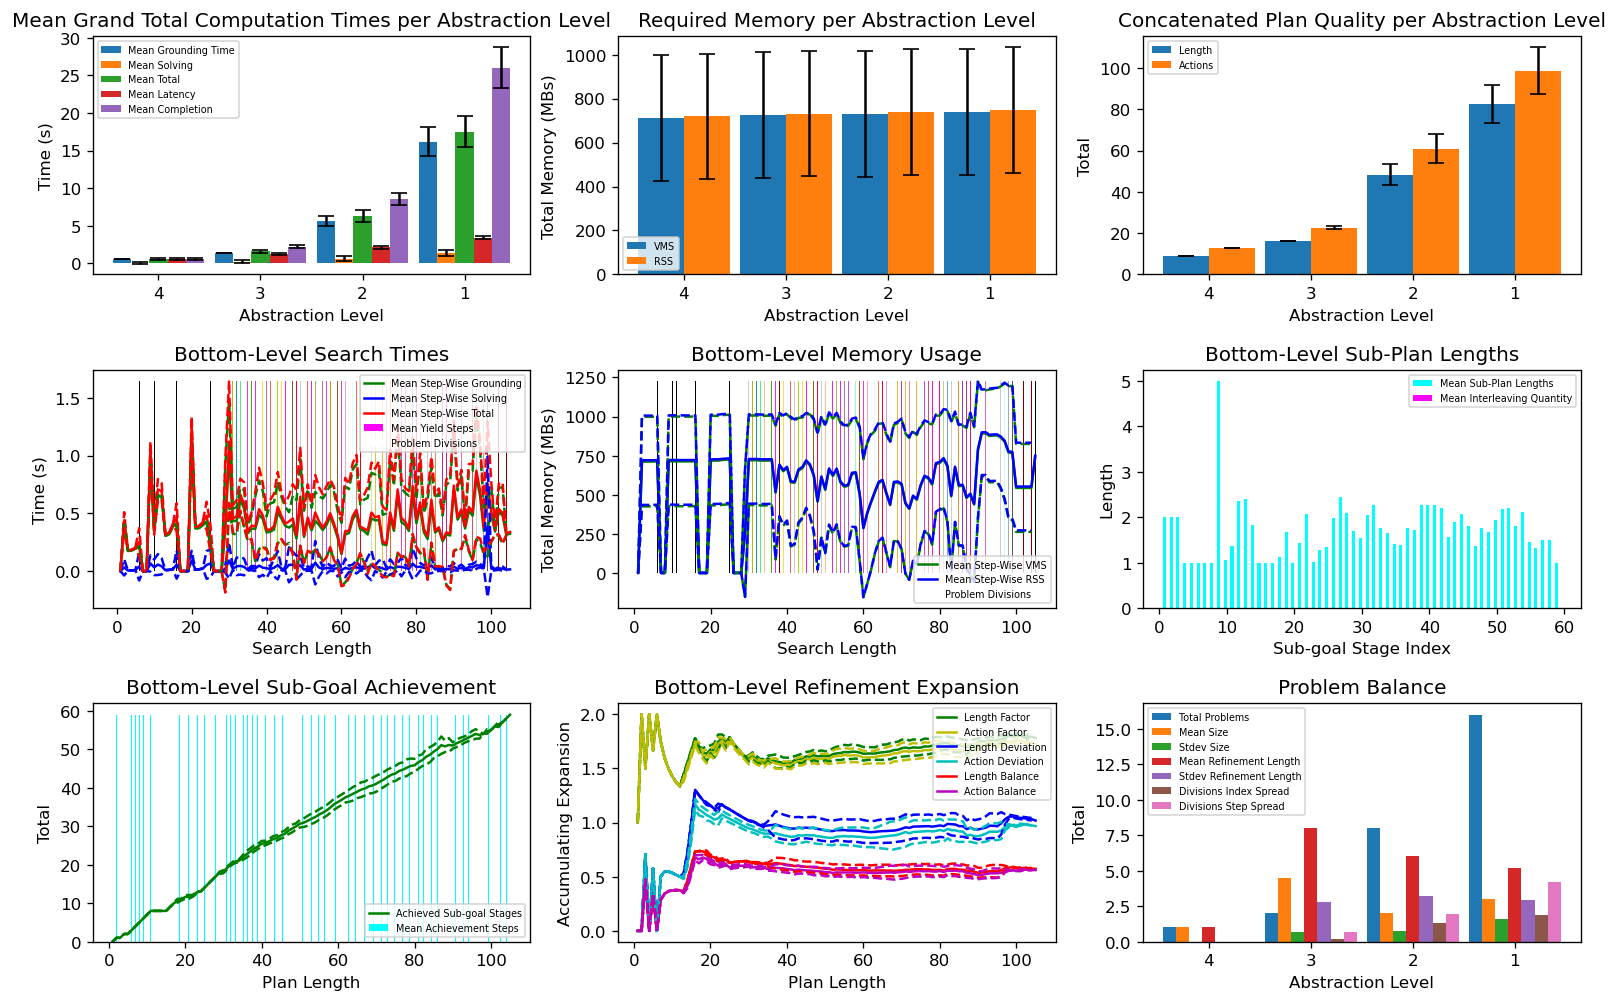 Mean Grand Total Computation Times per Abstraction Level
30
25
20
15
10
5
0
Time (s)
Mean Grounding Time
Mean Solving
Mean Total
Mean Latency
Mean Completion
4 3 2 1
Abstraction Level
Required Memory per Abstraction Level
1000
800
600
400
200
0
Total Memory (MBs)
VMS
RSS
4 3 2 1
Abstraction Level
Concatenated Plan Quality per Abstraction Level
100
80
60
40
20
0
Total
Length
Actions
4 3 2 1
Abstraction Level
Bottom-Level Search Times
1.5
1.0
0.5
0.0
Time (s)
Mean Step-Wise Grounding
Mean Step-Wise Solving
Mean Step-Wise Total
Mean Yield Steps
Problem Divisions
0 20 40 60 80 100
Search Length
Bottom-Level Memory Usage
1250
1000
750
500
250
0
Total Memory (MBs)
Mean Step-Wise VMS
Mean Step-Wise RSS
Problem Divisions
0 20 40 60 80 100
Search Length
Bottom-Level Sub-Plan Lengths
5
4
3
2
1
0
Length
Mean Sub-Plan Lengths
Mean Interleaving Quantity
0 10 20 30 40 50 60
Sub-goal Stage Index
Bottom-Level Sub-Goal Achievement
60
50
40
30
20
10
0
Total
Achieved Sub-goal Stages
Mean Achievement Steps
0 20 40 60 80 100
Plan Length
Bottom-Level Refinement Expansion
2.0
1.5
1.0
0.5
0.0
Accumulating Expansion
Length Factor
Action Factor
Length Deviation
Action Deviation
Length Balance
Action Balance
0 20 40 60 80 100
Plan Length
Problem Balance
15.0
12.5
10.0
7.5
5.0
2.5
0.0
Total
Total Problems
Mean Size
Stdev Size
Mean Refinement Length
Stdev Refinement Length
Divisions Index Spread
Divisions Step Spread
4 3 2 1
Abstraction Level